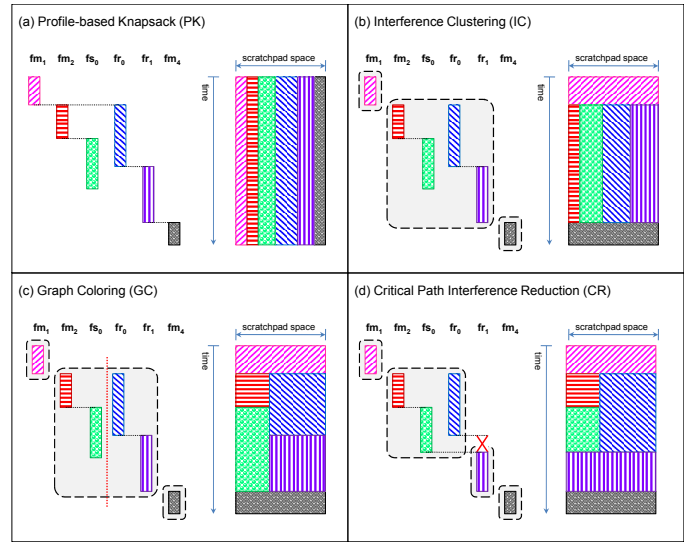 (a) Profile-based Knapsack (PK)
fm1 fm2 fs0 fr0 fr1 fm4
scratchpad space
time
(b) Interference Clustering (IC)
fm1 fm2 fs0 fr0 fr1 fm4
scratchpad space
time
(c) Graph Coloring (GC)
fm1 fm2 fs0 fr0 fr1 fm4
scratchpad space
time
(d) Critical Path Interference Reduction (CR)
fm1 fm2 fs0 fr0 fr1 fm4
scratchpad space
time